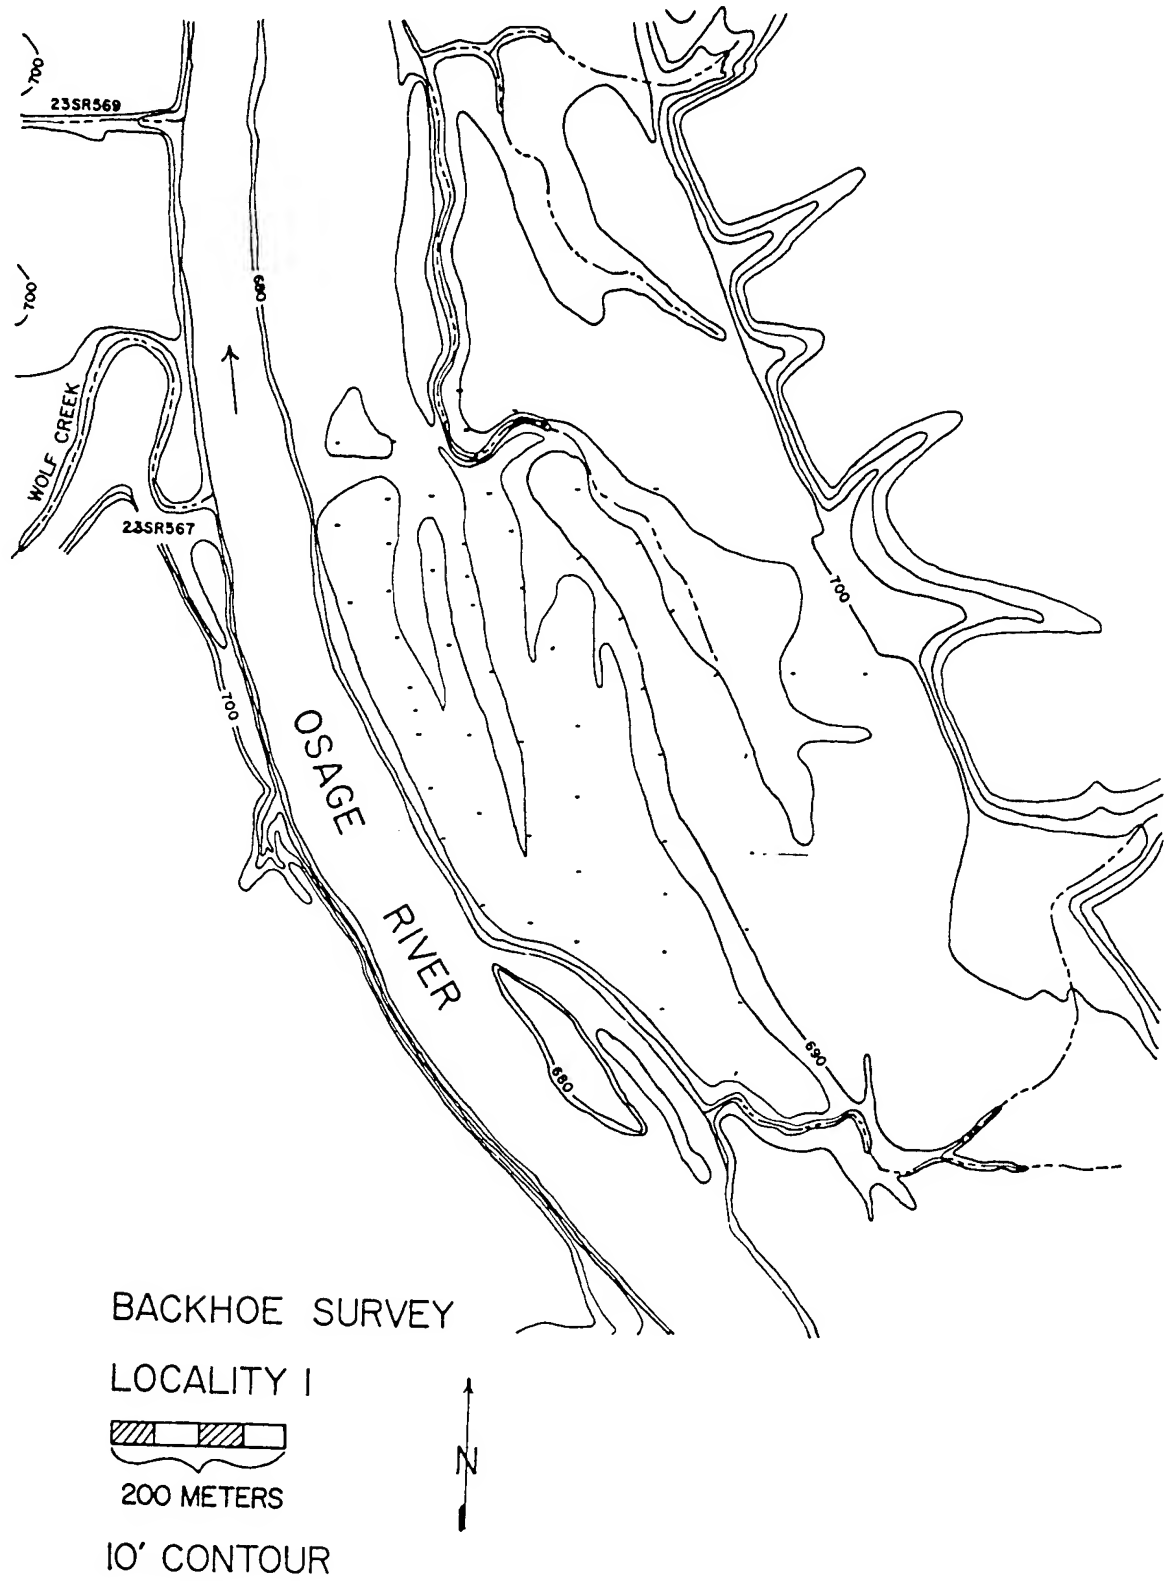 700
23SR569
700
680
WOLF CREEK
23SR567
700
700
OSAGE
RIVER
690
680
BACKHOE SURVEY
LOCALITY 1
200 METERS
10' CONTOUR
N